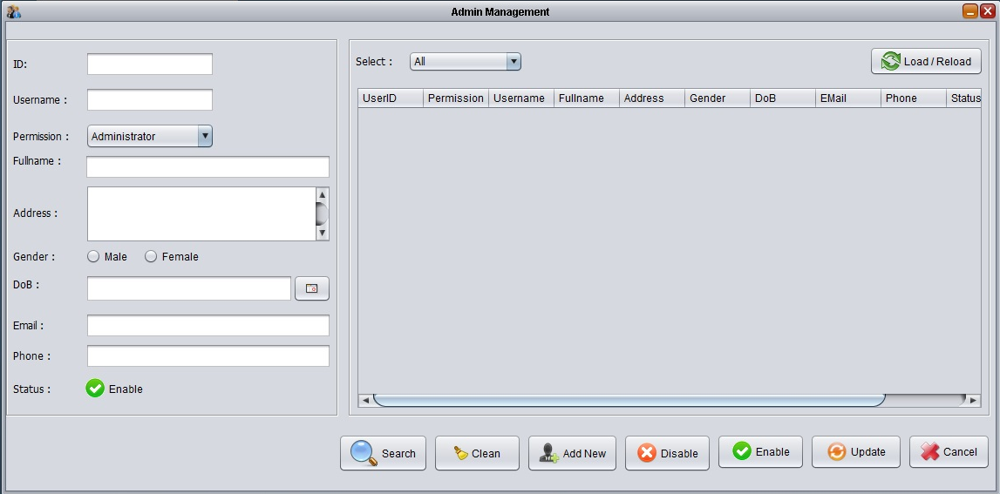 Admin Management
ID:
Username :
Permission : Administrator
Fullname :
Address :
Gender : Male Female
DoB :
Email :
Phone :
Status : Enable
Select : All Load / Reload
UserID Permission Username Fullname Address Gender DoB EMail Phone Status
Search Clean Add New Disable Enable Update Cancel